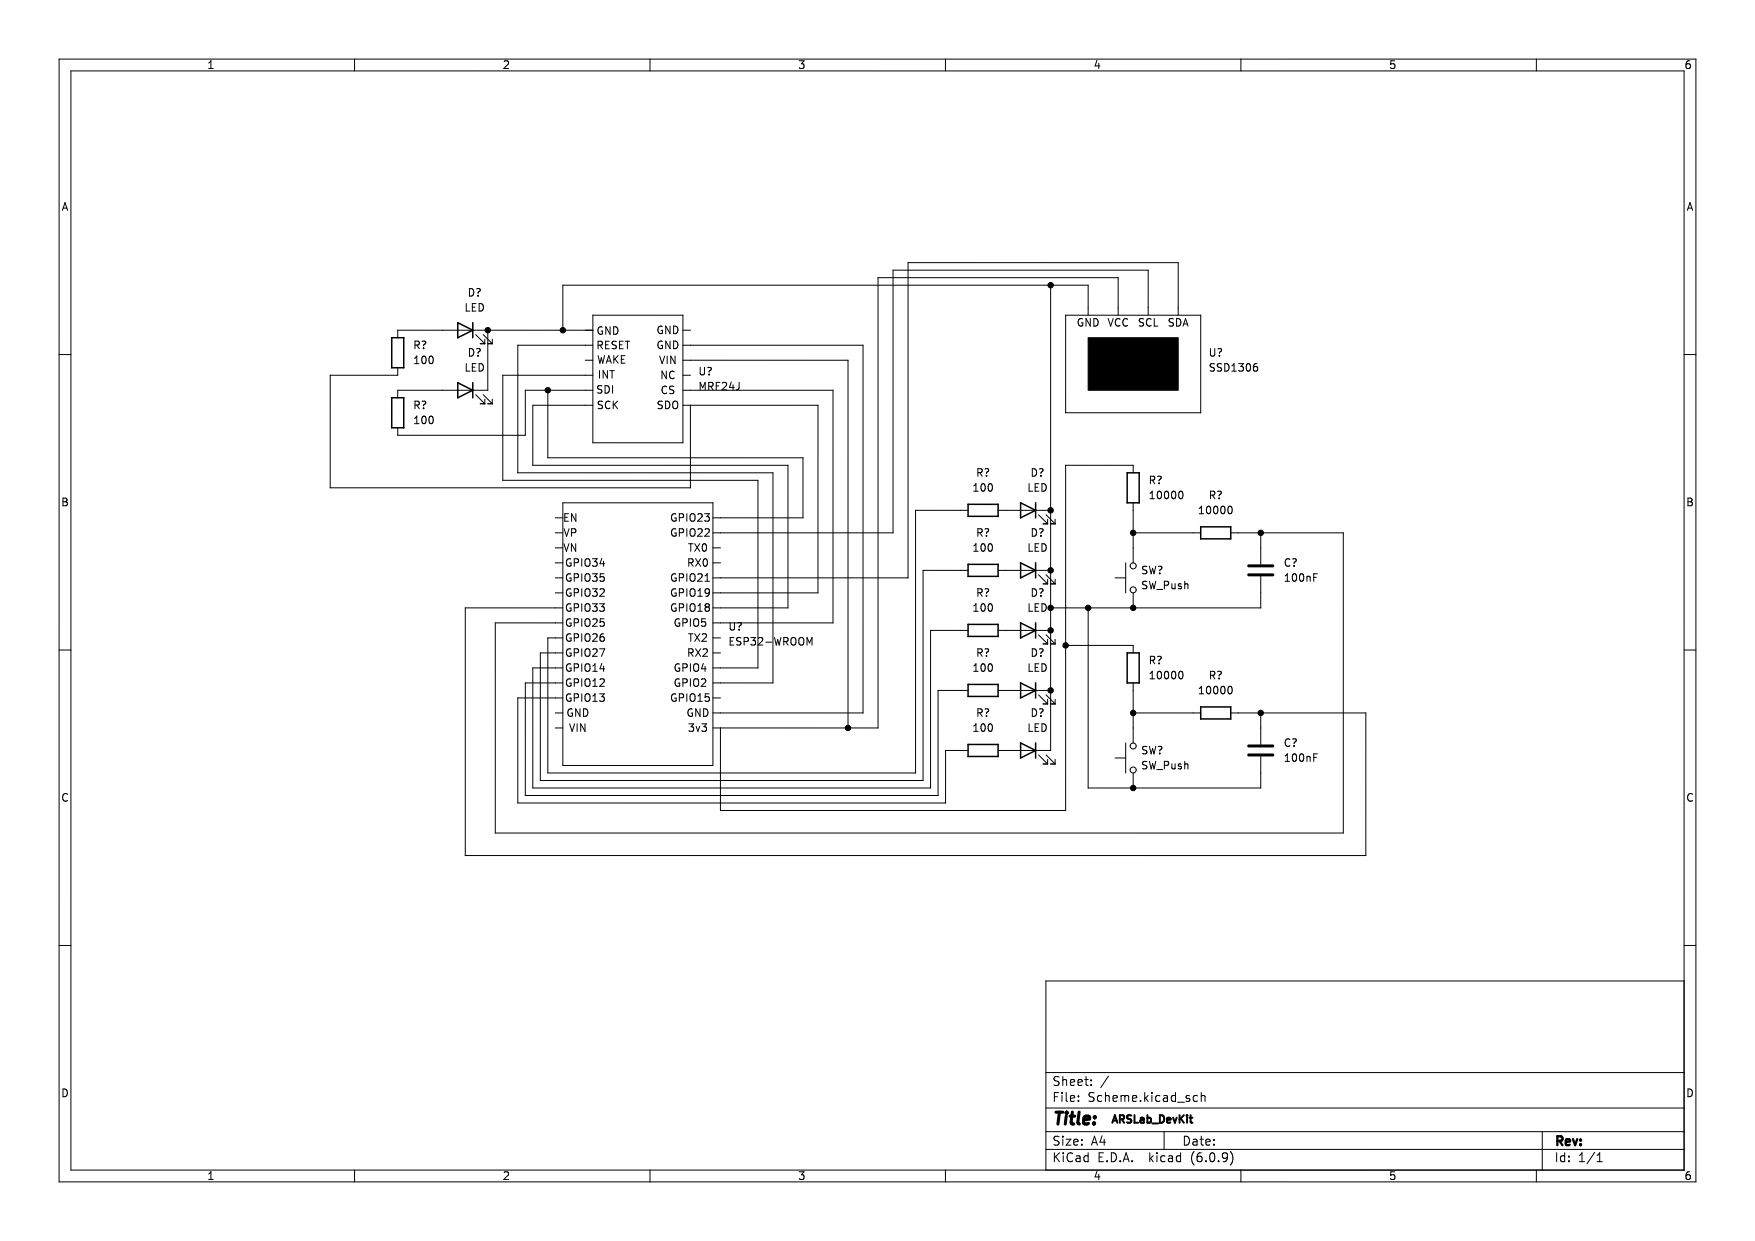 1 2 3 4 5 6
A A
B B
C C
D D
D?
LED
R?
100
D?
LED
R?
100
GND GND
RESET GND
WAKE VIN
INT NC
SDI CS
SCK SDO
U?
MRF24J
GND VCC SCL SDA
U?
SSD1306
EN GPIO23
VP GPIO22
VN TX0
GPIO34 RX0
GPIO35 GPIO21
GPIO32 GPIO19
GPIO33 GPIO18
GPIO25 GPIO5
GPIO26 TX2
GPIO27 RX2
GPIO14 GPIO4
GPIO12 GPIO2
GPIO13 GPIO15
GND GND
VIN 3v3
U?
ESP32-WROOM
R? D?
100 LED
R? D?
100 LED
R? D?
100 LED
R? D?
100 LED
R? D?
100 LED
R?
10000
R?
10000
SW?
SW_Push
C?
100nF
R?
10000
R?
10000
SW?
SW_Push
C?
100nF
Sheet: /
File: Scheme.kicad_sch
Title: ARSLab_DevKit
Size: A4 Date: Rev:
KiCad E.D.A. kicad (6.0.9) Id: 1/1
1 2 3 4 5 6